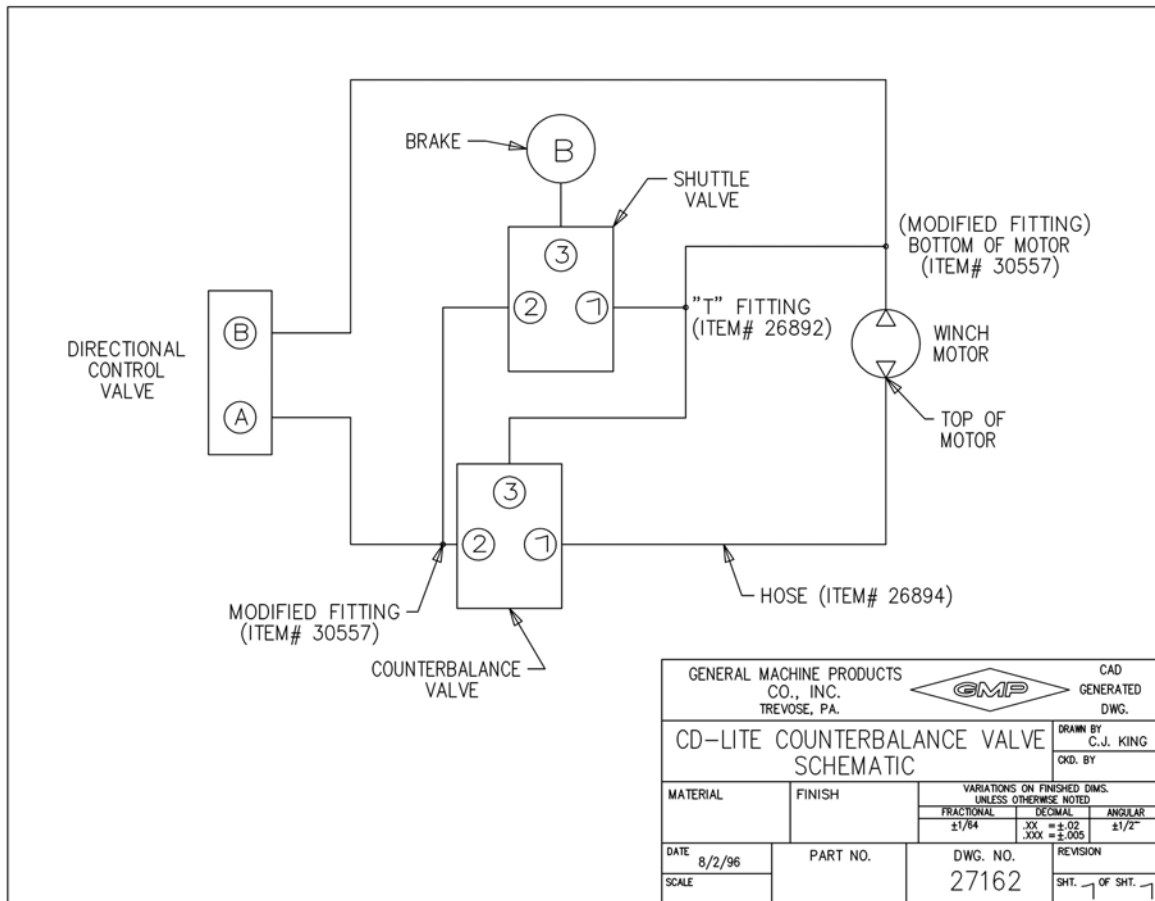 BRAKE
B
SHUTTLE
VALVE
3
2
1
(MODIFIED FITTING)
BOTTOM OF MOTOR
(ITEM# 30557)
"T" FITTING
(ITEM# 26892)
WINCH
MOTOR
TOP OF
MOTOR
DIRECTIONAL
CONTROL
VALVE
B
A
3
2
1
HOSE (ITEM# 26894)
MODIFIED FITTING
(ITEM# 30557)
COUNTERBALANCE
VALVE
GENERAL MACHINE PRODUCTS
CO., INC.
TREVOSE, PA.
GMP
CAD
GENERATED
DWG.
CD-LITE COUNTERBALANCE VALVE
SCHEMATIC
DRAWN BY
C.J. KING
CKD. BY
MATERIAL
FINISH
VARIATIONS ON FINISHED DIMS.
UNLESS OTHERWISE NOTED
FRACTIONAL
±1/64
DECIMAL
.XX =±.02
.XXX =±.005
ANGULAR
±1/2°
DATE
8/2/96
SCALE
PART NO.
DWG. NO.
27162
REVISION
SHT. 1 OF SHT. 1